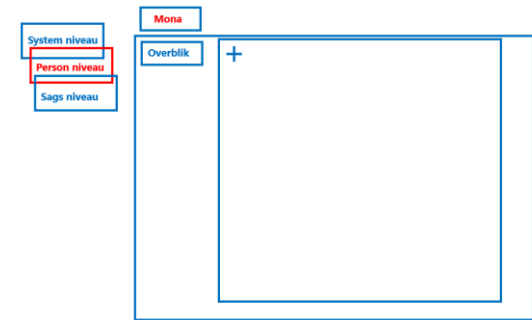 Mona
System niveau
Person niveau
Sags niveau
Overblik
+